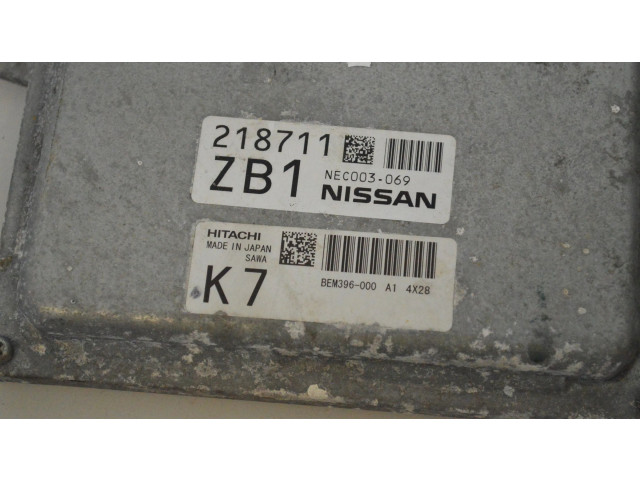 218711
ZB1
NEC003-069
NISSAN
HITACHI
MADE IN JAPAN
SAWA
K7
BEM396-000 A1 4X28